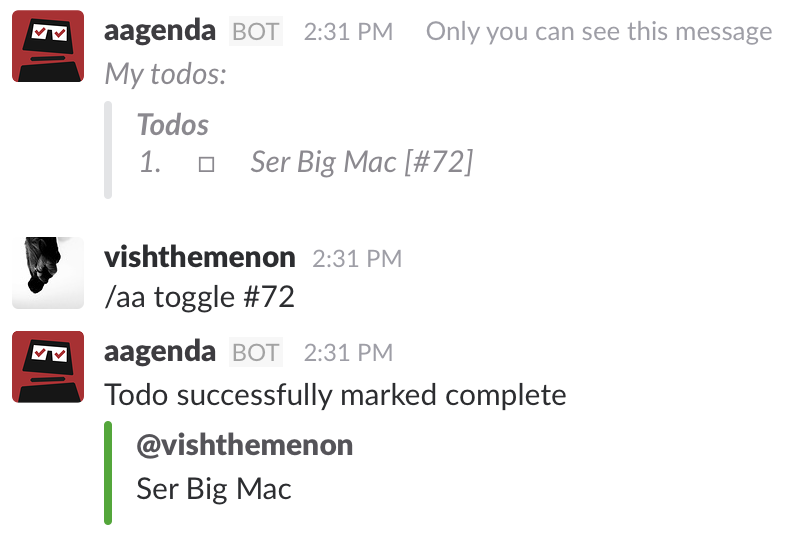 aagenda BOT 2:31 PM Only you can see this message
My todos:
Todos
1. □ Ser Big Mac [#72]
vishthemenon 2:31 PM
/aa toggle #72
aagenda BOT 2:31 PM
Todo successfully marked complete
@vishthemenon
Ser Big Mac